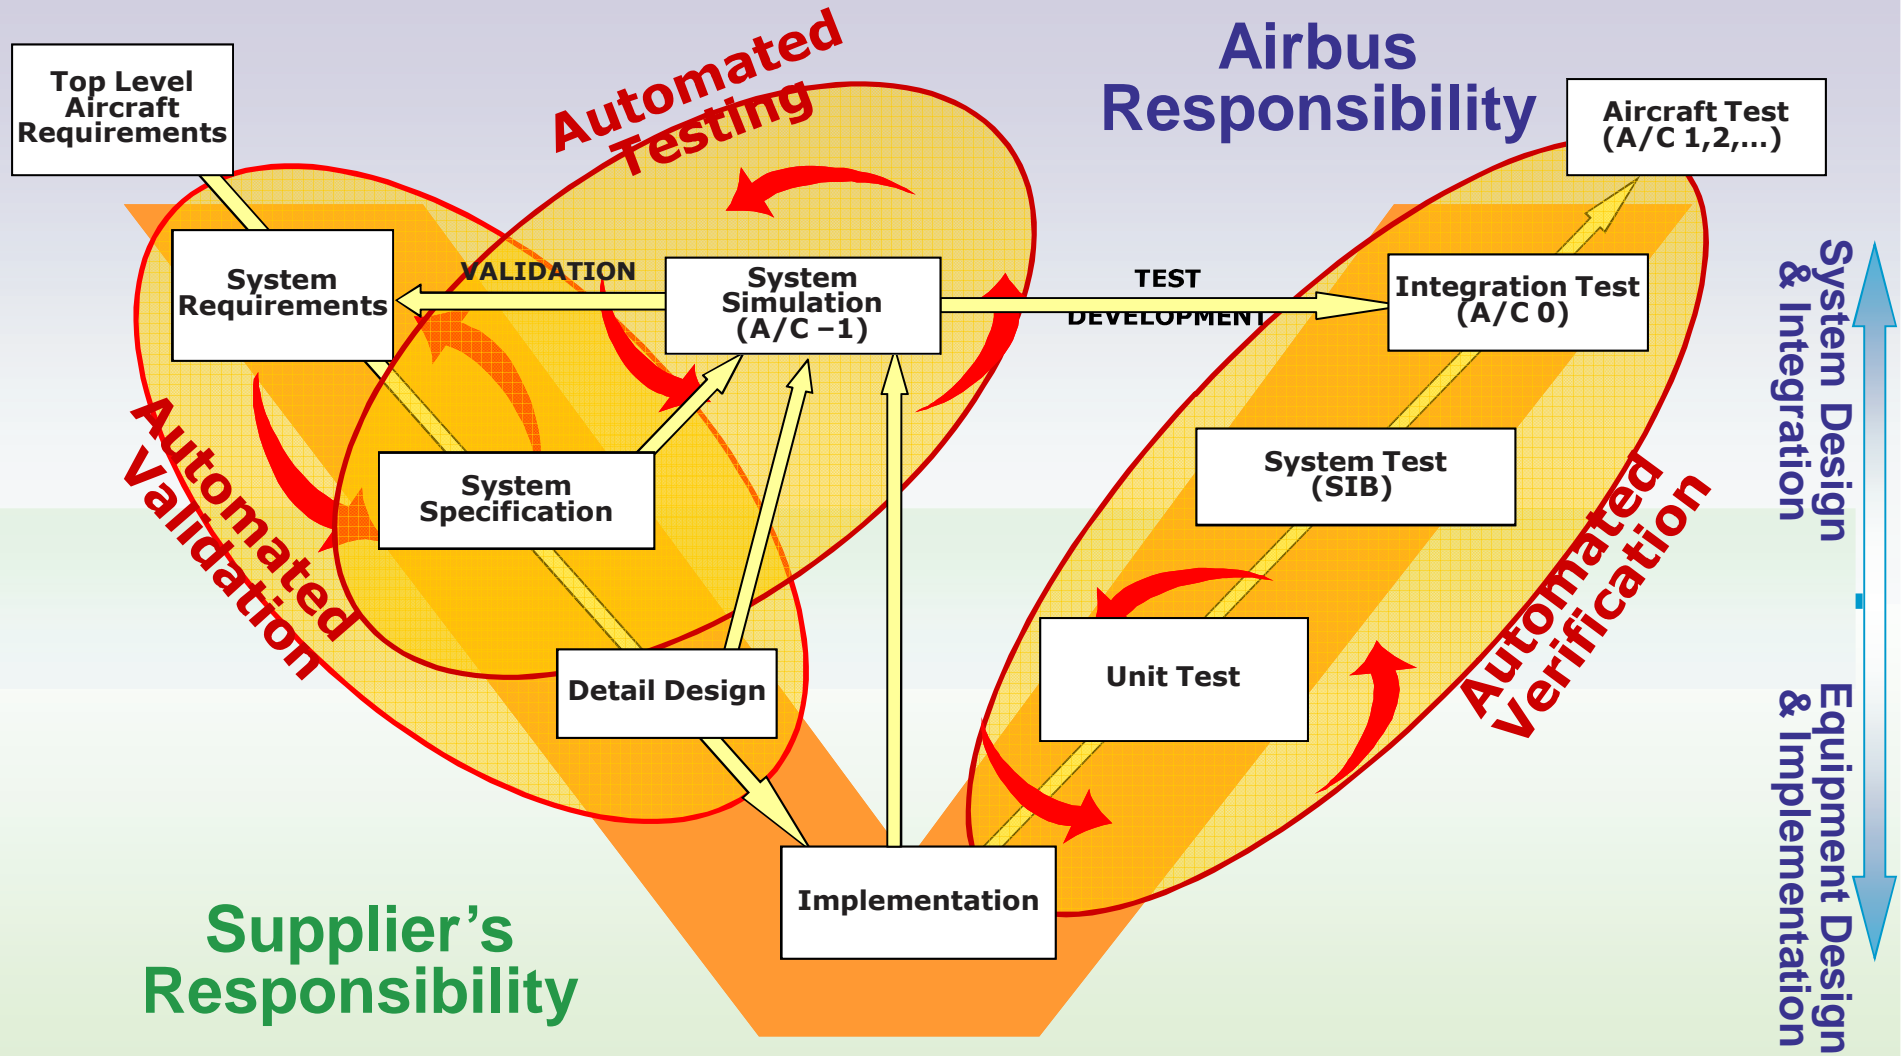 Top Level
Aircraft
Requirements
Automated
Testing
Airbus
Responsibility
Aircraft Test
(A/C 1,2,...)
System
Requirements
VALIDATION
System
Simulation
(A/C –1)
TEST
DEVELOPMENT
Integration Test
(A/C 0)
System Design
& Integration
Automated
Validation
System
Specification
System Test
(SIB)
Automated
Verification
Detail Design
Unit Test
Equipment Design
& Implementation
Implementation
Supplier’s
Responsibility